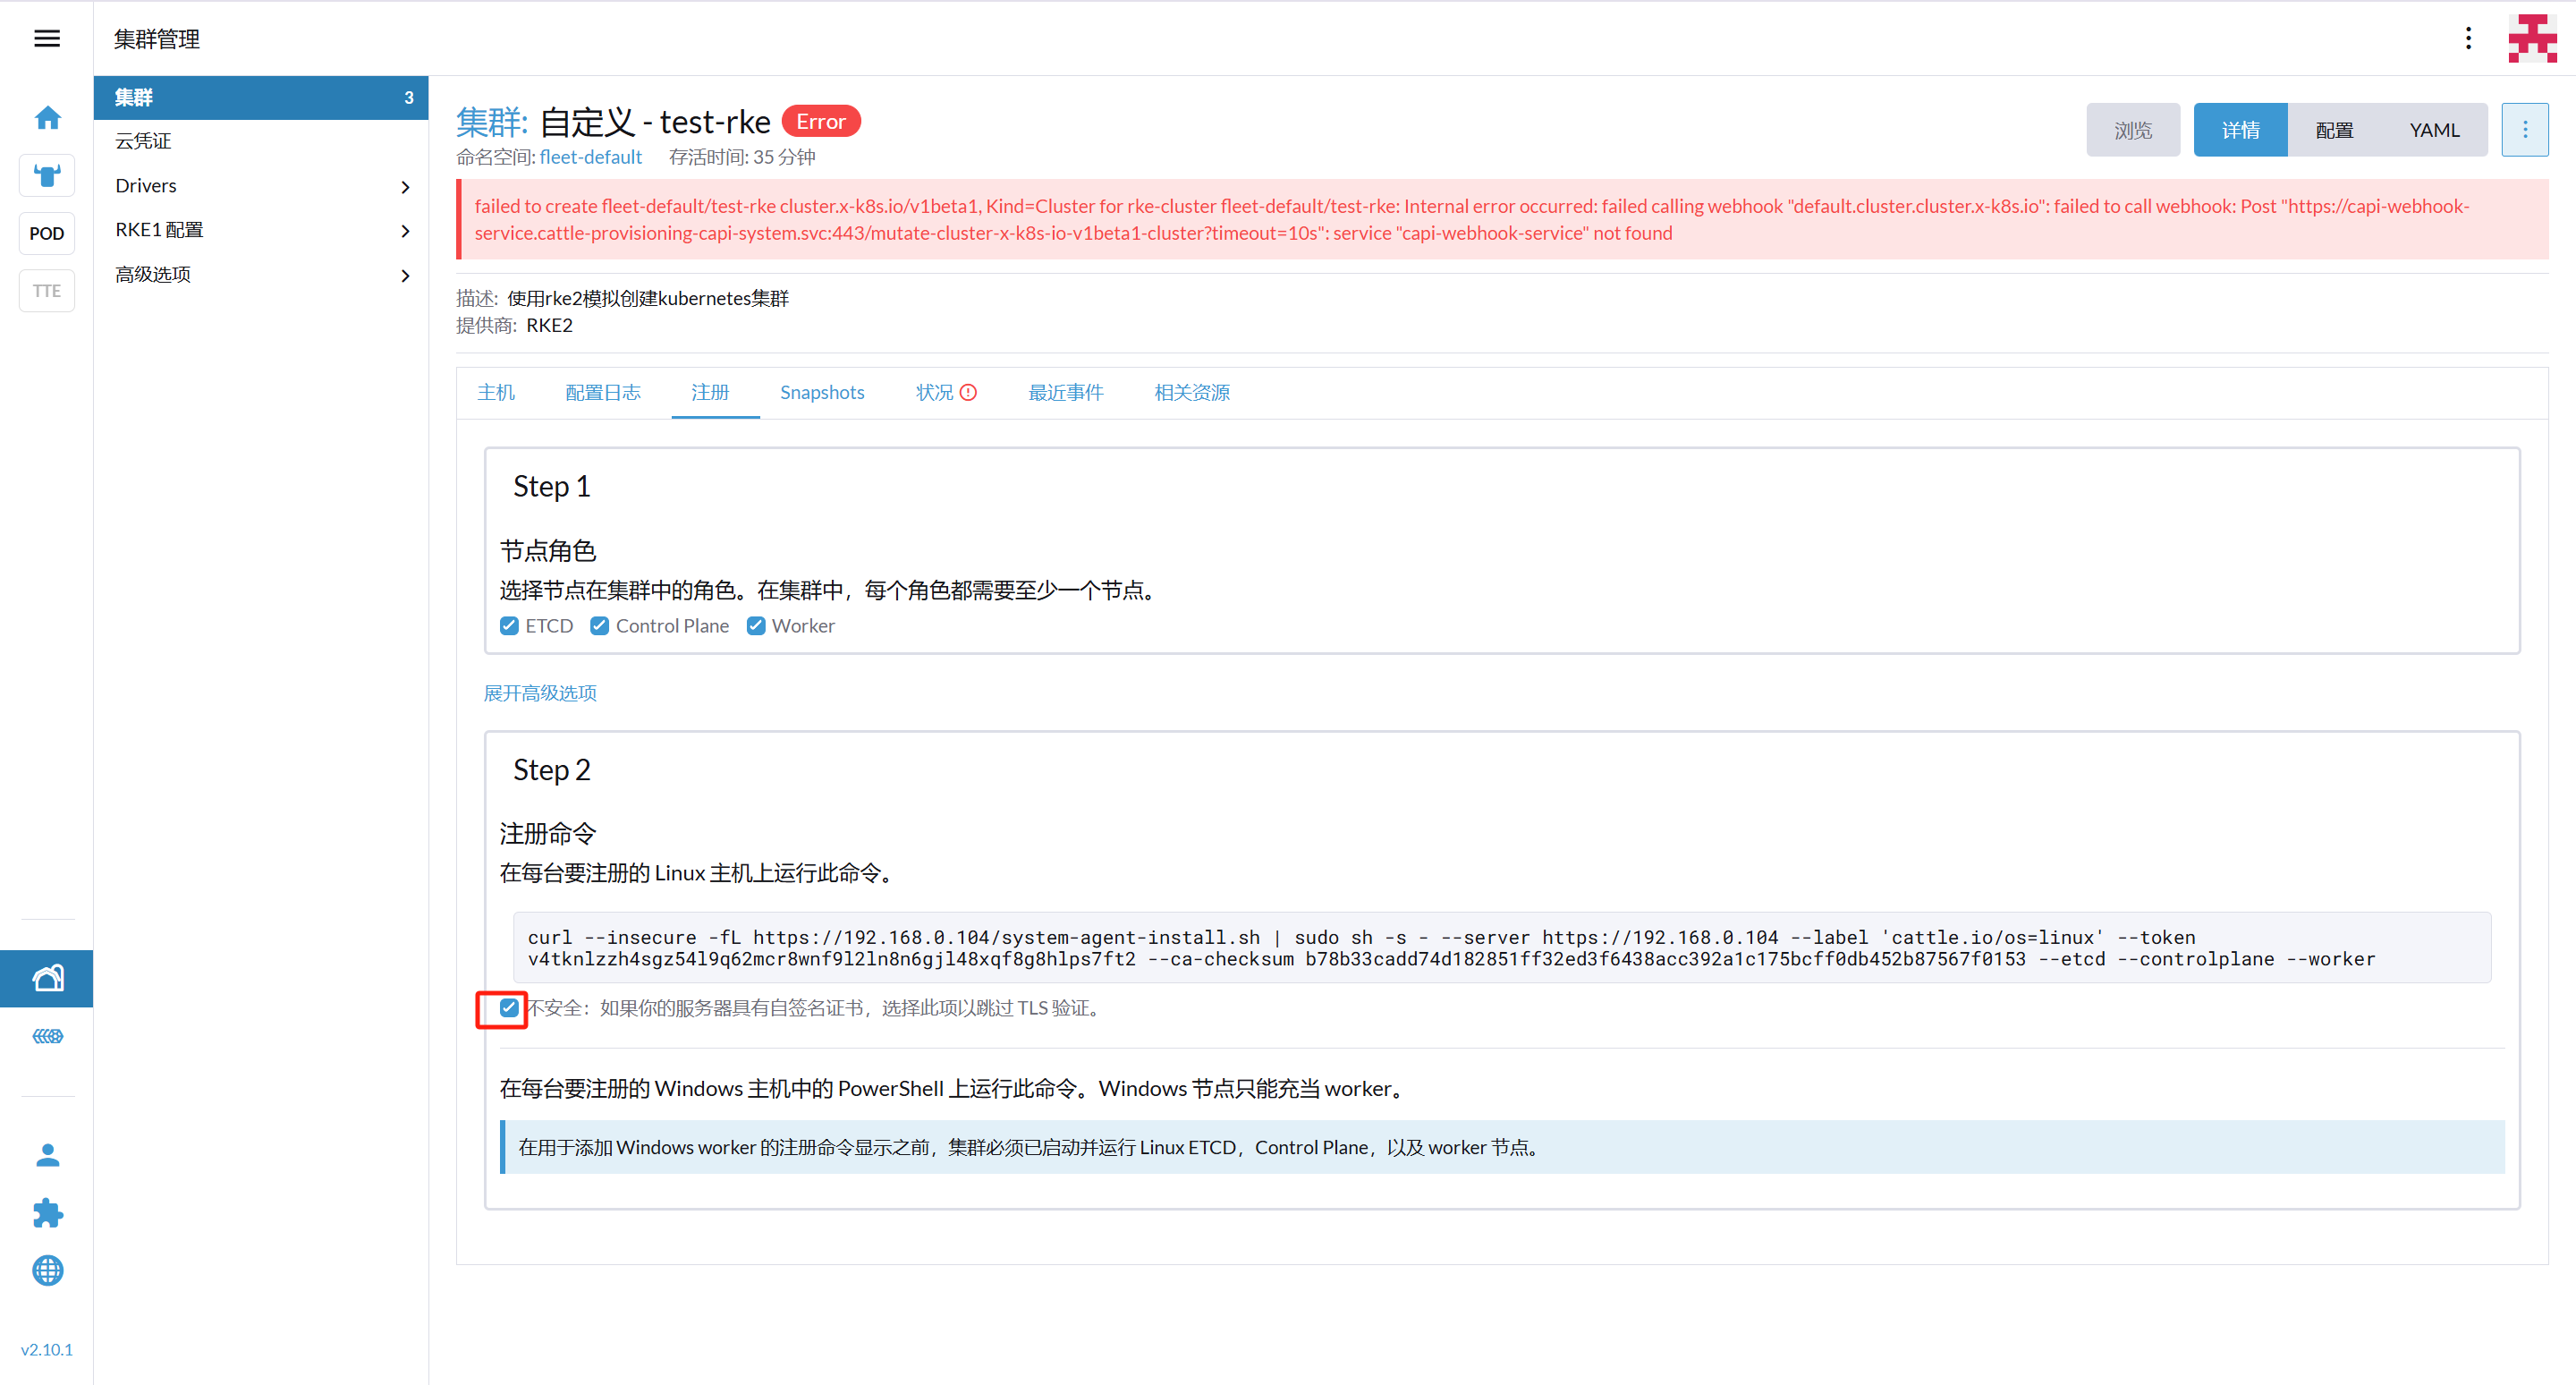 集群管理
POD
TTE
v2.10.1
集群 3
云凭证
Drivers
RKE1 配置
高级选项
集群: 自定义 - test-rke Error
命名空间: fleet-default 存活时间: 35 分钟
浏览 详情 配置 YAML
failed to create fleet-default/test-rke cluster.x-k8s.io/v1beta1, Kind=Cluster for rke-cluster fleet-default/test-rke: Internal error occurred: failed calling webhook "default.cluster.cluster.x-k8s.io": failed to call webhook: Post "https://capi-webhook-
service.cattle-provisioning-capi-system.svc:443/mutate-cluster-x-k8s-io-v1beta1-cluster?timeout=10s": service "capi-webhook-service" not found
描述: 使用rke2模拟创建kubernetes集群
提供商: RKE2
主机 配置日志 注册 Snapshots 状况 最近事件 相关资源
Step 1
节点角色
选择节点在集群中的角色。在集群中，每个角色都需要至少一个节点。
ETCD Control Plane Worker
展开高级选项
Step 2
注册命令
在每台要注册的 Linux 主机上运行此命令。
curl --insecure -fL https://192.168.0.104/system-agent-install.sh | sudo sh -s - --server https://192.168.0.104 --label 'cattle.io/os=linux' --token
v4tknlzzh4sgz54l9q62mcr8wnf9l2ln8n6gjl48xqf8g8hlps7ft2 --ca-checksum b78b33cadd74d182851ff32ed3f6438acc392a1c175bcff0db452b87567f0153 --etcd --controlplane --worker
不安全：如果你的服务器具有自签名证书，选择此项以跳过 TLS 验证。
在每台要注册的 Windows 主机中的 PowerShell 上运行此命令。Windows 节点只能充当 worker。
在用于添加 Windows worker 的注册命令显示之前，集群必须已启动并运行 Linux ETCD，Control Plane，以及 worker 节点。